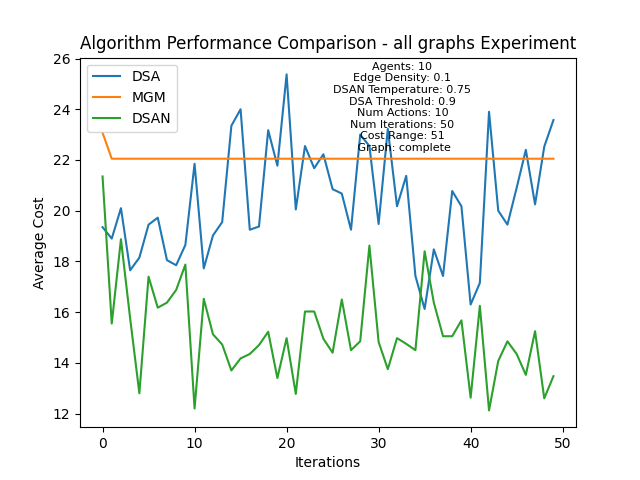 Algorithm Performance Comparison - all graphs Experiment
DSA
MGM
DSAN
Agents: 10
Edge Density: 0.1
DSAN Temperature: 0.75
DSA Threshold: 0.9
Num Actions: 10
Num Iterations: 50
Cost Range: 51
Graph: complete
26
24
22
20
18
16
14
12
Average Cost
0
10
20
30
40
50
Iterations